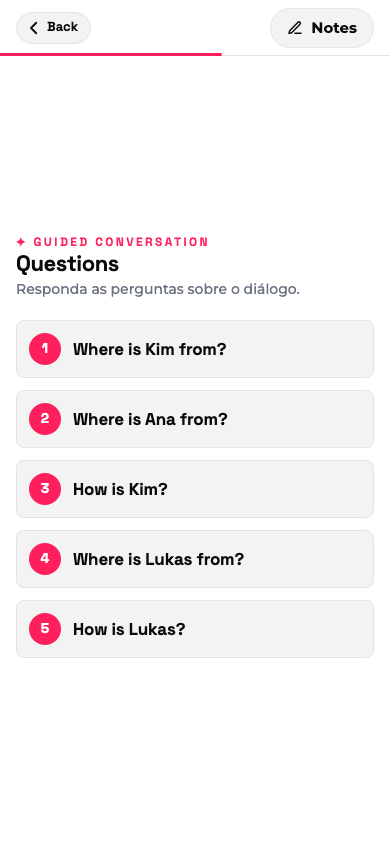 Back
Notes
✦ GUIDED CONVERSATION
Questions
Responda as perguntas sobre o diálogo.
1 Where is Kim from?
2 Where is Ana from?
3 How is Kim?
4 Where is Lukas from?
5 How is Lukas?